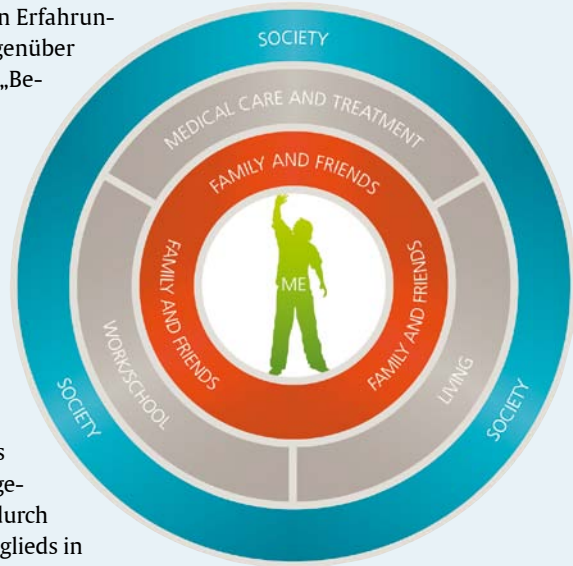 n Erfahrun-
genüber
„Be-
s
ge-
durch
glieds in
SOCIETY
MEDICAL CARE AND TREATMENT
FAMILY AND FRIENDS
ME
FAMILY AND FRIENDS
FAMILY AND FRIENDS
WORK/SCHOOL
LIVING
SOCIETY
SOCIETY